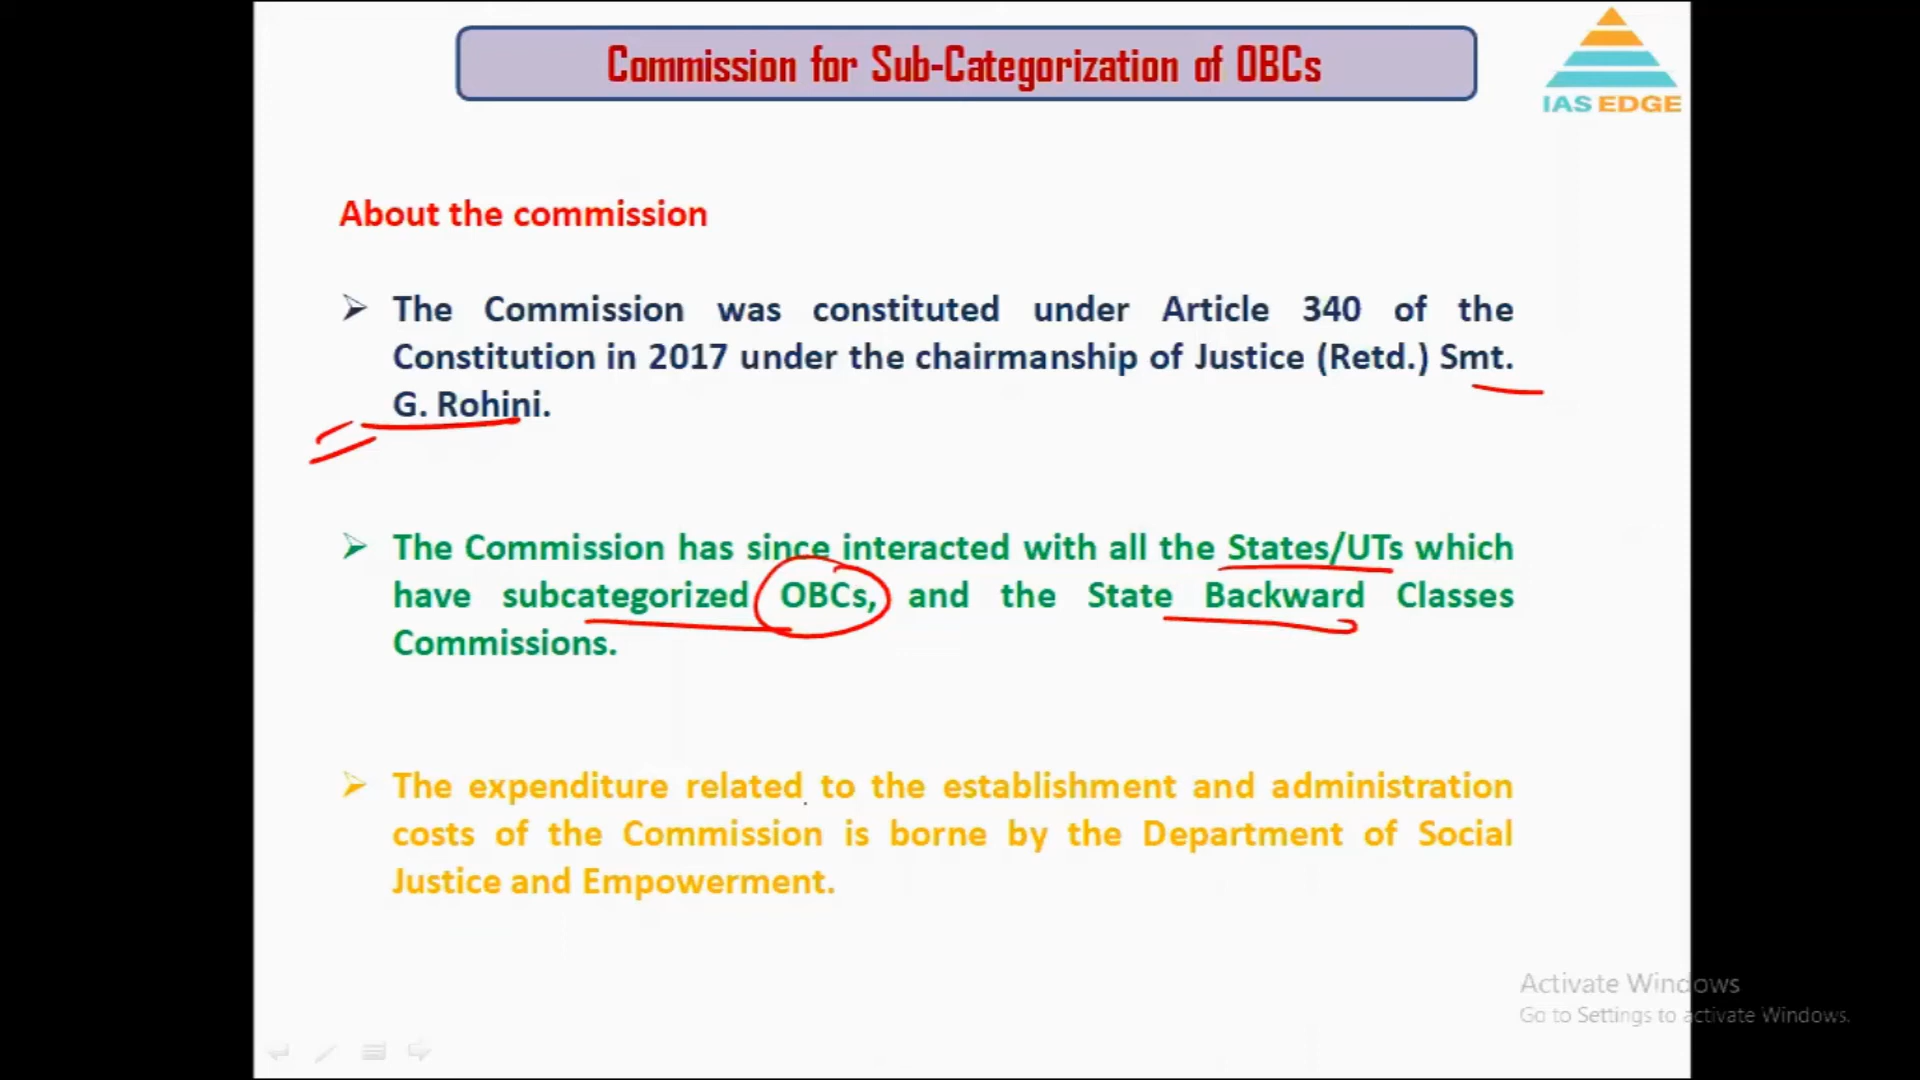 Commission for Sub-Categorization of OBCs
IAS EDGE
About the commission
➢ The Commission was constituted under Article 340 of the
Constitution in 2017 under the chairmanship of Justice (Retd.) Smt.
G. Rohini.
➢ The Commission has since interacted with all the States/UTs which
have subcategorized OBCs, and the State Backward Classes
Commissions.
➢ The expenditure related to the establishment and administration
costs of the Commission is borne by the Department of Social
Justice and Empowerment.
Activate Windows
Go to Settings to activate Windows.